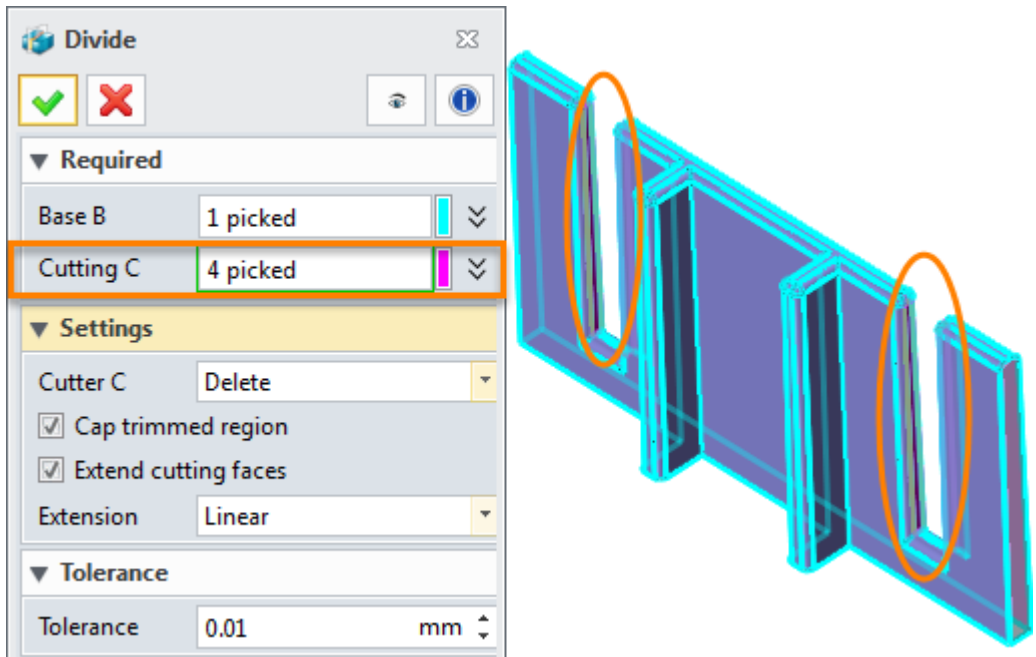 Divide
Required
Base B 1 picked
Cutting C 4 picked
Settings
Cutter C Delete
Cap trimmed region
Extend cutting faces
Extension Linear
Tolerance
Tolerance 0.01 mm